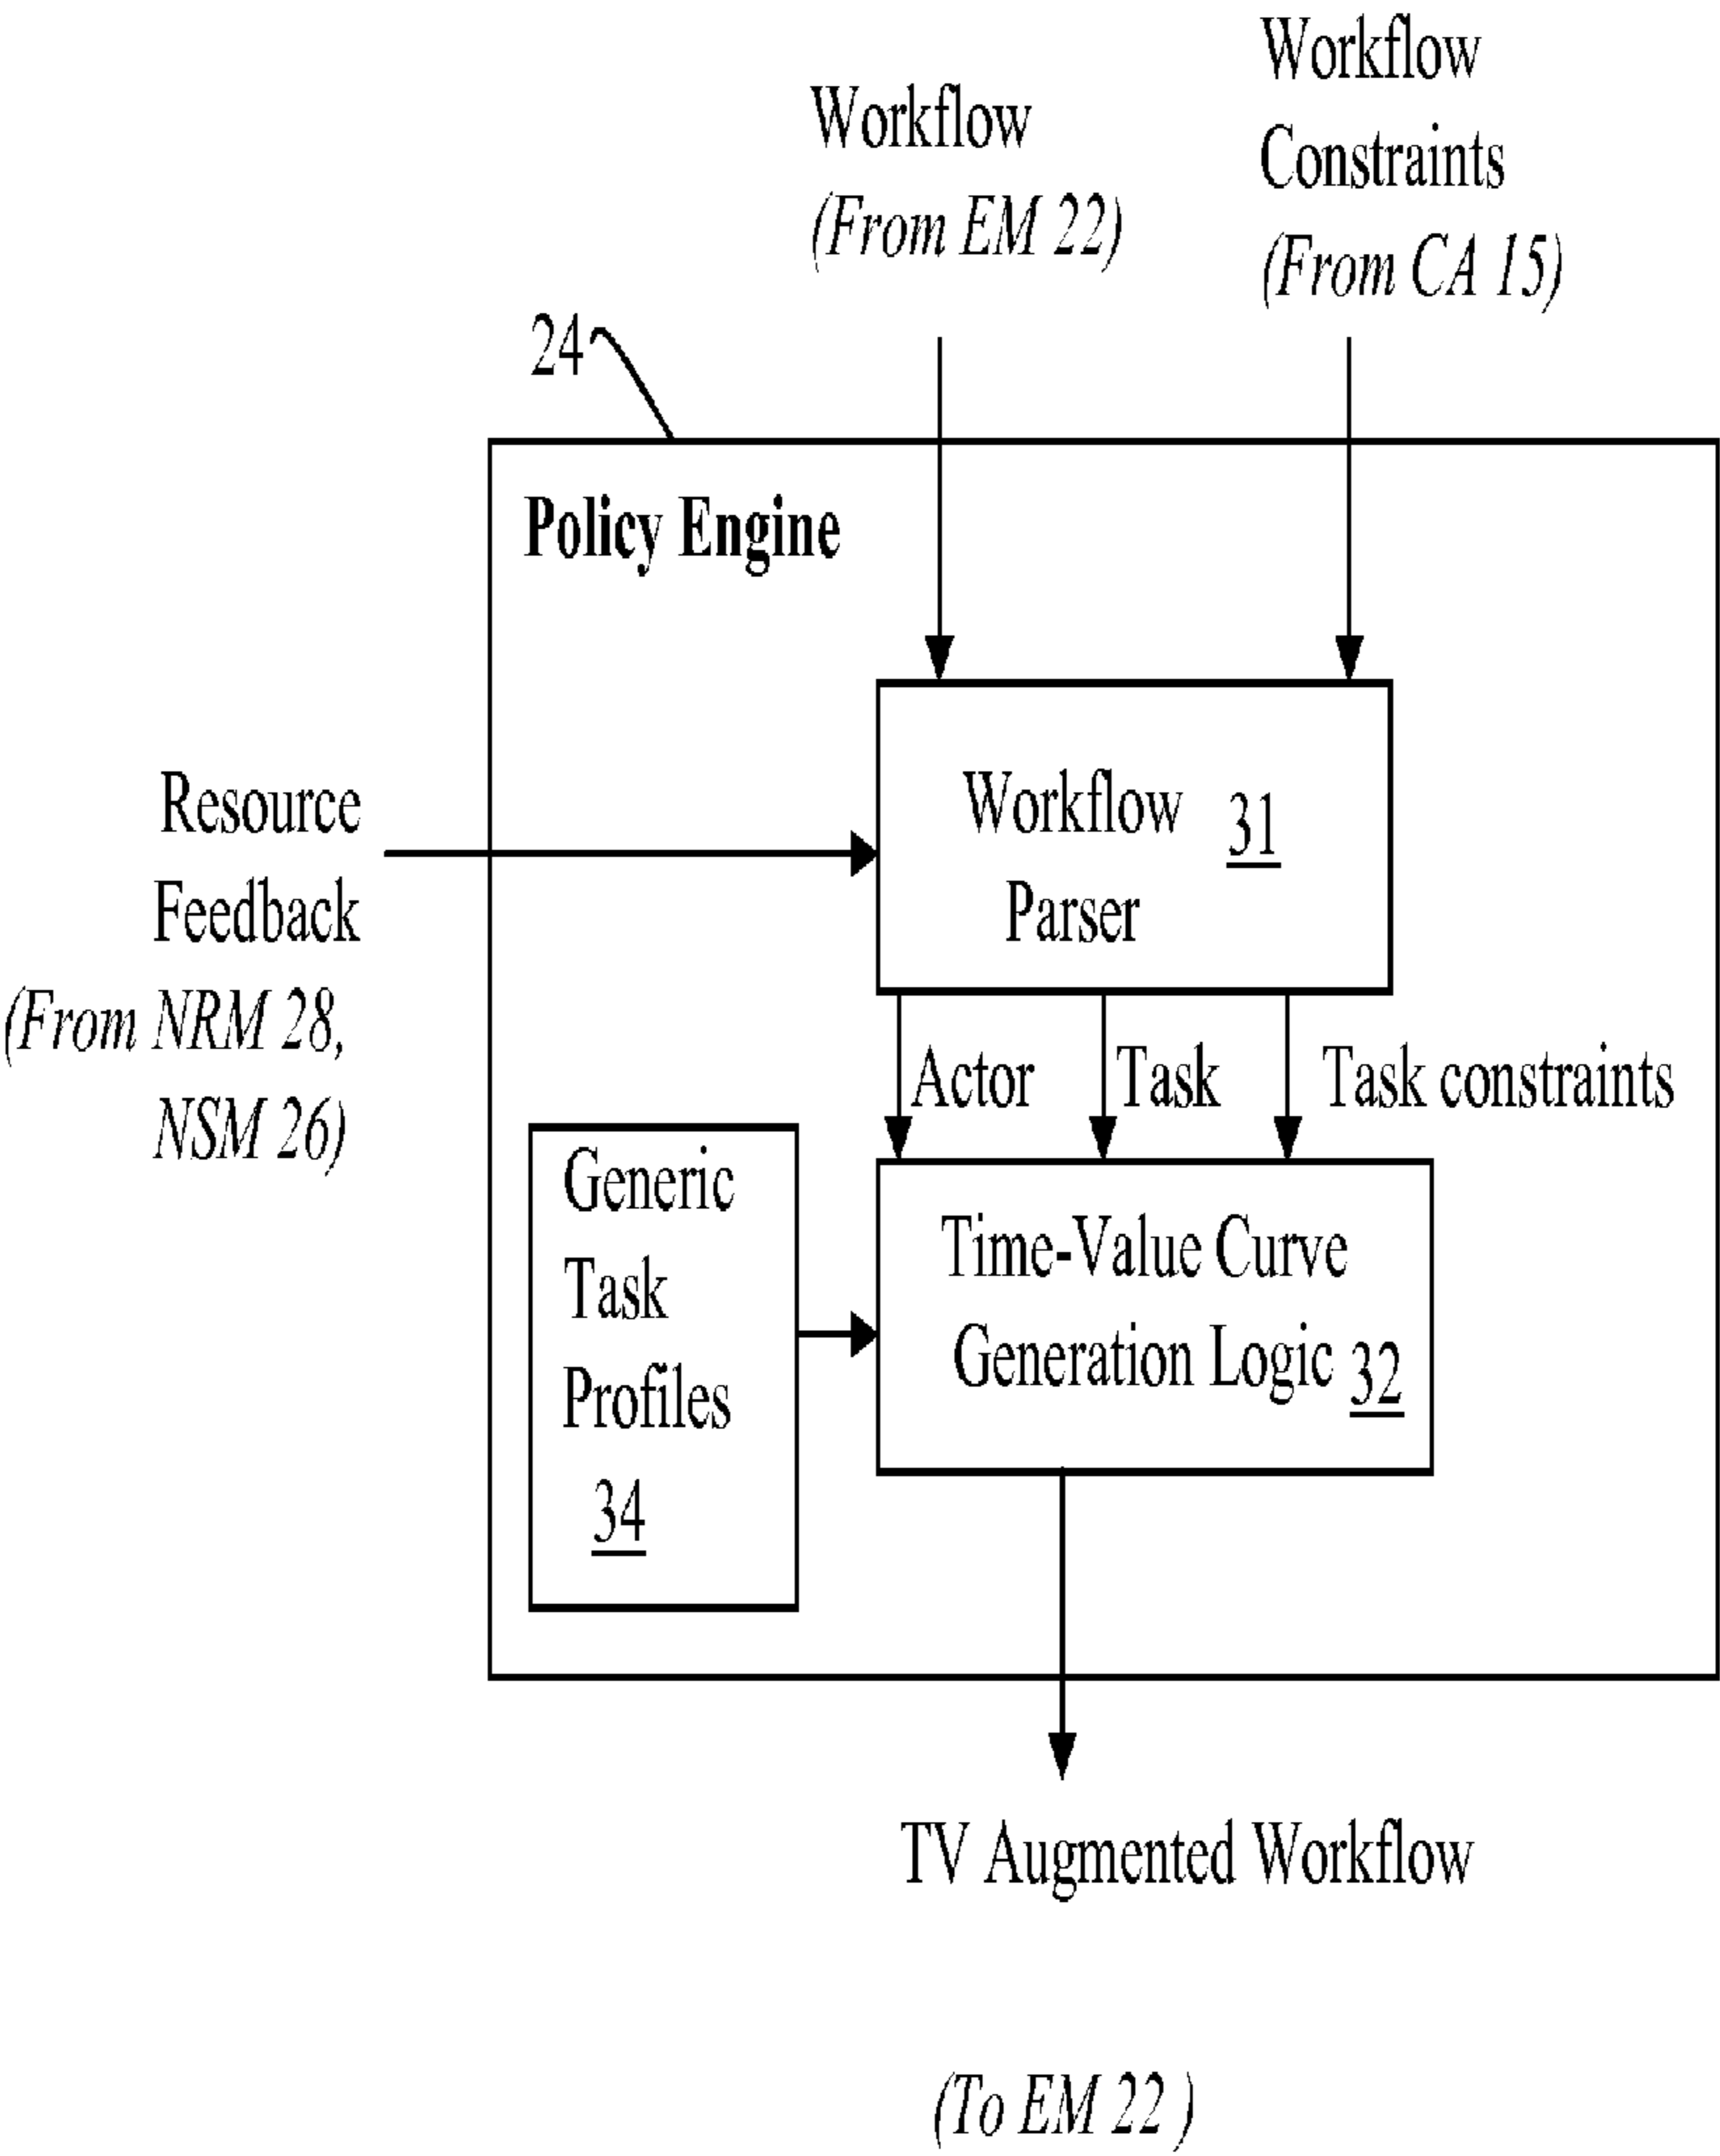 Workflow
Constraints
(From CA 15)
Workflow
(From EM 22)
24
Policy Engine
Resource
Feedback
(From NRM 28,
NSM 26)
Workflow 31
Parser
Actor
Task
Task constraints
Generic
Task
Profiles
34
Time-Value Curve
Generation Logic 32
TV Augmented Workflow
(To EM 22 )